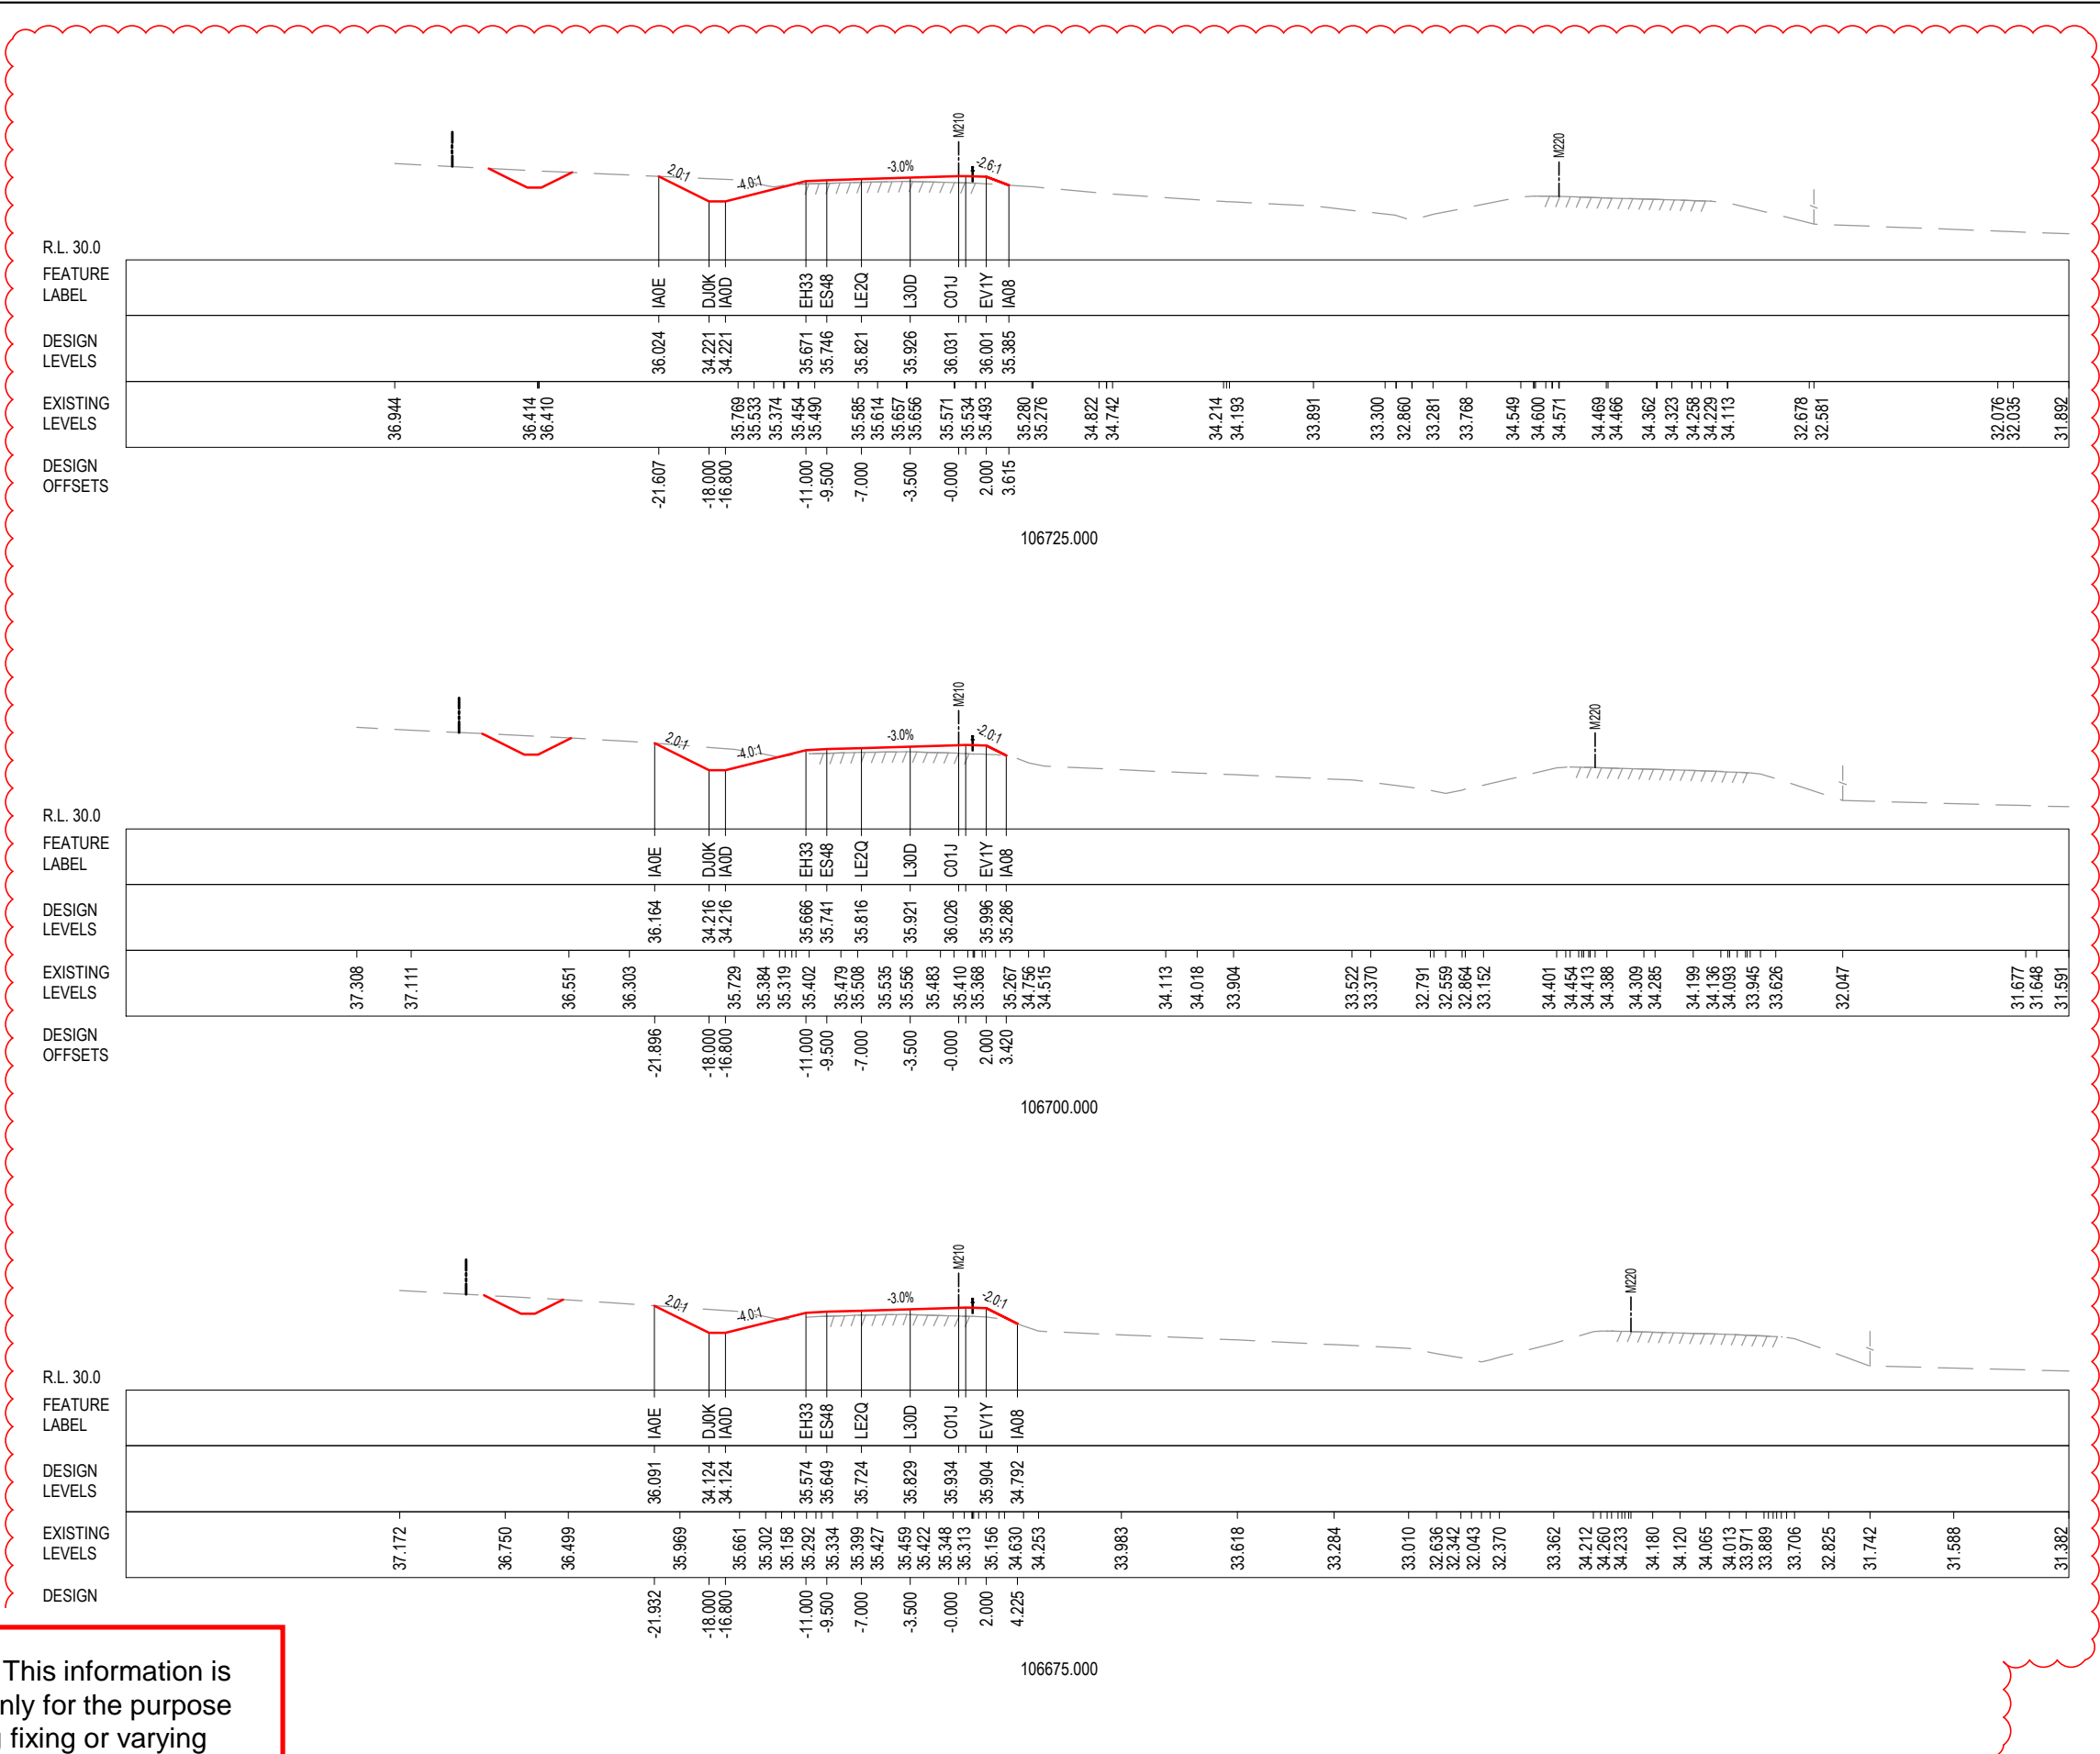 M210
M220
2.0:1
-4.0:1
-3.0%
-2.6:1
R.L. 30.0
FEATURE LABEL
IA0E DJ0K IA0D EH33 ES48 LE2Q L30D C01J EV1Y IA08
DESIGN LEVELS
36.024 34.221 34.221 35.671 35.746 35.821 35.926 36.031 36.001 35.385
EXISTING LEVELS
36.944 36.414 36.410 35.769 35.533 35.374 35.454 35.490 35.585 35.614 35.657 35.656 35.571 35.534 35.493 35.280 35.276 34.822 34.742 34.214 34.193 33.891 33.300 32.860 33.281 33.768 34.549 34.600 34.571 34.469 34.466 34.362 34.323 34.258 34.229 34.113 32.678 32.581 32.076 32.035 31.892
DESIGN OFFSETS
-21.607 -18.000 -16.800 -11.000 -9.500 -7.000 -3.500 -0.000 2.000 3.615
106725.000
M210
M220
2.0:1
-4.0:1
-3.0%
-2.0:1
R.L. 30.0
FEATURE LABEL
IA0E DJ0K IA0D EH33 ES48 LE2Q L30D C01J EV1Y IA08
DESIGN LEVELS
36.164 34.216 34.216 35.666 35.741 35.816 35.921 36.026 35.996 35.286
EXISTING LEVELS
37.308 37.111 36.551 36.303 35.729 35.384 35.319 35.402 35.479 35.508 35.535 35.556 35.483 35.410 35.368 35.267 34.756 34.515 34.113 34.018 33.904 33.522 33.370 32.791 32.559 32.864 33.152 34.401 34.454 34.413 34.388 34.309 34.285 34.199 34.136 34.093 33.945 33.626 32.047 31.677 31.648 31.591
DESIGN OFFSETS
-21.896 -18.000 -16.800 -11.000 -9.500 -7.000 -3.500 -0.000 2.000 3.420
106700.000
M210
M220
2.0:1
-4.0:1
-3.0%
-2.0:1
R.L. 30.0
FEATURE LABEL
IA0E DJ0K IA0D EH33 ES48 LE2Q L30D C01J EV1Y IA08
DESIGN LEVELS
36.091 34.124 34.124 35.574 35.649 35.724 35.829 35.934 35.904 34.792
EXISTING LEVELS
37.172 36.750 36.499 35.969 35.661 35.302 35.158 35.292 35.334 35.399 35.427 35.459 35.422 35.348 35.313 35.156 34.630 34.253 33.983 33.618 33.284 33.010 32.636 32.342 32.043 32.370 33.362 34.212 34.260 34.233 34.180 34.120 34.065 34.013 33.971 33.889 33.706 32.825 31.742 31.588 31.382
DESIGN
-21.932 -18.000 -16.800 -11.000 -9.500 -7.000 -3.500 -0.000 2.000 4.225
106675.000
This information is
nly for the purpose
fixing or varying